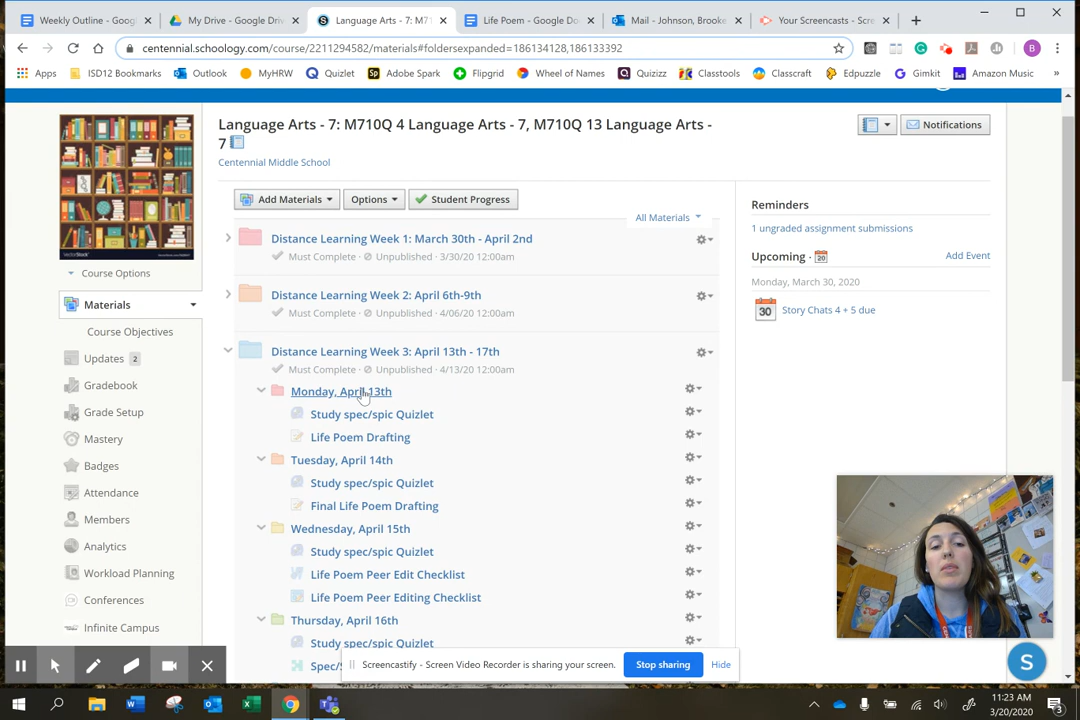 Weekly Outline - Goog
My Drive - Google Driv
Language Arts - 7: M71
Life Poem - Google Do
Mail - Johnson, Brooke
Your Screencasts - Scre
centennial.schoology.com/course/2211294582/materials#foldersexpanded=186134128,186133392
B
Apps
ISD12 Bookmarks
Outlook
MyHRW
Quizlet
Adobe Spark
Flipgrid
Wheel of Names
Quizizz
Classtools
Classcraft
Edpuzzle
Gimkit
Amazon Music
»
Language Arts - 7: M710Q 4 Language Arts - 7, M710Q 13 Language Arts -
7
Notifications
Centennial Middle School
Add Materials
Options
Student Progress
All Materials
Course Options
Materials
Course Objectives
Updates 2
Gradebook
Grade Setup
Mastery
Badges
Attendance
Members
Analytics
Workload Planning
Conferences
Infinite Campus
Distance Learning Week 1: March 30th - April 2nd
Must Complete · Unpublished · 3/30/20 12:00am
Distance Learning Week 2: April 6th-9th
Must Complete · Unpublished · 4/06/20 12:00am
Distance Learning Week 3: April 13th - 17th
Must Complete · Unpublished · 4/13/20 12:00am
Monday, April 13th
Study spec/spic Quizlet
Life Poem Drafting
Tuesday, April 14th
Study spec/spic Quizlet
Final Life Poem Drafting
Wednesday, April 15th
Study spec/spic Quizlet
Life Poem Peer Edit Checklist
Life Poem Peer Editing Checklist
Thursday, April 16th
Study spec/spic Quizlet
Spec/S
Reminders
1 ungraded assignment submissions
Upcoming · 20
Add Event
Monday, March 30, 2020
30
Story Chats 4 + 5 due
Screencastify - Screen Video Recorder is sharing your screen.
Stop sharing
Hide
S
11:23 AM
3/20/2020
3